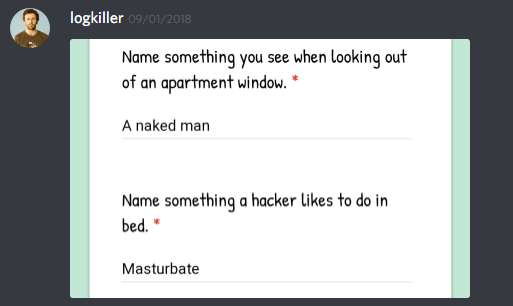 logkiller 09/01/2018
Name something you see when looking out
of an apartment window. *
A naked man
Name something a hacker likes to do in
bed. *
Masturbate